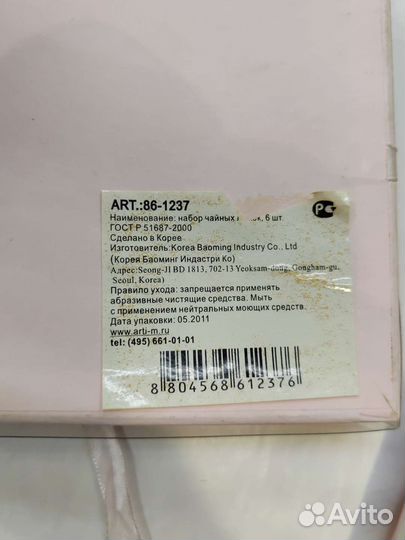 ART.:86-1237
Наименование: набор чайных к, 6 шт.
ГОСТ Р 51687-2000
Сделано в Корее
Изготовитель:Korea Baoming Industry Co., Ltd
(Корея Баоминг Индастри Ко)
Адрес:Seong-JI BD 1813, 702-13 Yeoksam-dong, Gongham-gu,
Seoul, Korea)
Правило ухода: запрещается применять
абразивные чистящие средства. Мыть
с применением нейтральных моющих средств.
Дата упаковки: 05.2011
www.arti-m.ru
tel: (495) 661-01-01
8 804568 612376
Avito